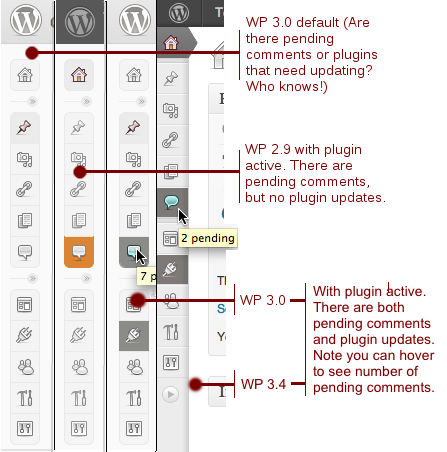 WP 3.0 default (Are
there pending
comments or plugins
that need updating?
Who knows!)
WP 2.9 with plugin
active. There are
pending comments,
but no plugin updates.
2 pending
7 p
WP 3.0
With plugin active.
There are both
pending comments
and plugin updates.
Note you can hover
to see number of
pending comments.
WP 3.4